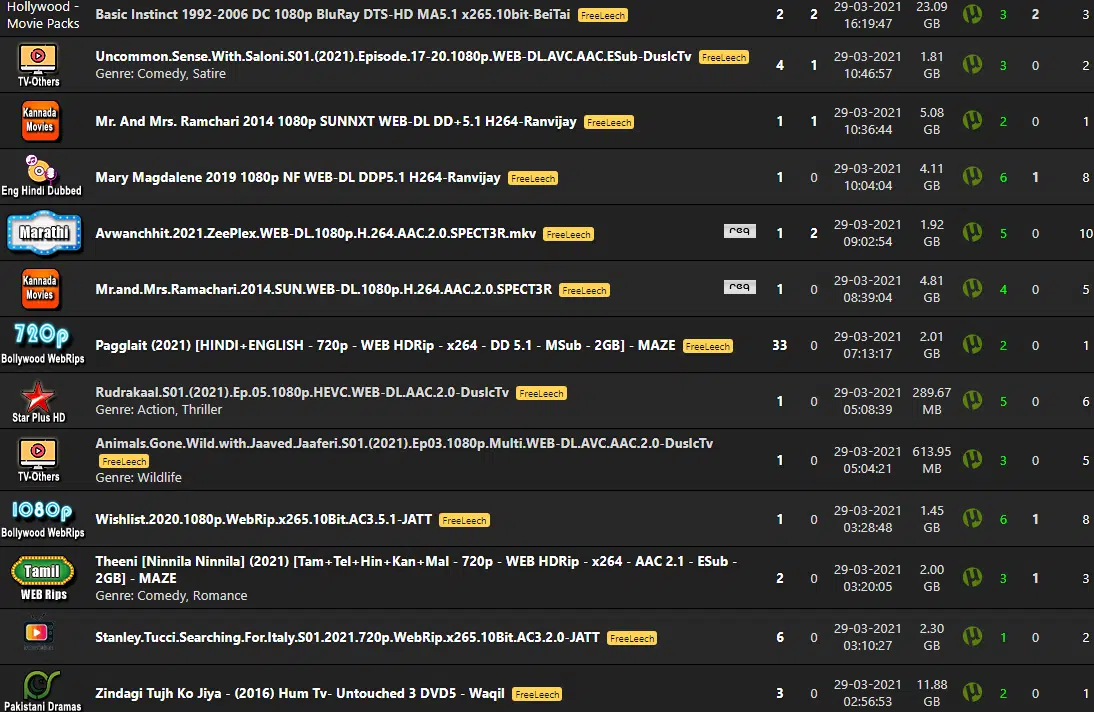 Hollywood -
Movie Packs
Basic Instinct 1992-2006 DC 1080p BluRay DTS-HD MA5.1 x265.10bit-BeiTai FreeLeech 2 2 29-03-2021 16:19:47 23.09 GB 3 2 3
TV-Others
Uncommon.Sense.With.Saloni.S01.(2021).Episode.17-20.1080p.WEB-DL.AVC.AAC.ESub-DusIcTv FreeLeech 4 1 29-03-2021 10:46:57 1.81 GB 3 0 2
Genre: Comedy, Satire
Kannada
Movies
Mr. And Mrs. Ramchari 2014 1080p SUNNXT WEB-DL DD+5.1 H264-Ranvijay FreeLeech 1 1 29-03-2021 10:36:44 5.08 GB 2 0 1
Eng Hindi Dubbed
Mary Magdalene 2019 1080p NF WEB-DL DDP5.1 H264-Ranvijay FreeLeech 1 0 29-03-2021 10:04:04 4.11 GB 6 1 8
Marathi
Avwanchhit.2021.ZeePlex.WEB-DL.1080p.H.264.AAC.2.0.SPECT3R.mkv FreeLeech req 1 2 29-03-2021 09:02:54 1.92 GB 5 0 10
Kannada
Movies
Mr.and.Mrs.Ramachari.2014.SUN.WEB-DL.1080p.H.264.AAC.2.0.SPECT3R FreeLeech req 1 0 29-03-2021 08:39:04 4.81 GB 4 0 5
720p
Bollywood WebRips
Pagglait (2021) [HINDI+ENGLISH - 720p - WEB HDRip - x264 - DD 5.1 - MSub - 2GB] - MAZE FreeLeech 33 0 29-03-2021 07:13:17 2.01 GB 2 0 1
Star Plus HD
Rudrakaal.S01.(2021).Ep.05.1080p.HEVC.WEB-DL.AAC.2.0-DusIcTv FreeLeech 1 0 29-03-2021 05:08:39 289.67 MB 5 0 6
Genre: Action, Thriller
TV-Others
Animals.Gone.Wild.with.Jaaved.Jaaferi.S01.(2021).Ep03.1080p.Multi.WEB-DL.AVC.AAC.2.0-DusIcTv
FreeLeech 1 0 29-03-2021 05:04:21 613.95 MB 3 0 5
Genre: Wildlife
1080p
Bollywood WebRips
Wishlist.2020.1080p.WebRip.x265.10Bit.AC3.5.1-JATT FreeLeech 1 0 29-03-2021 03:28:48 1.45 GB 6 1 8
Tamil
WEB Rips
Theeni [Ninnila Ninnila] (2021) [Tam+Tel+Hin+Kan+Mal - 720p - WEB HDRip - x264 - AAC 2.1 - ESub -
2GB] - MAZE 2 0 29-03-2021 03:20:05 2.00 GB 3 1 3
Genre: Comedy, Romance
Stanley.Tucci.Searching.For.Italy.S01.2021.720p.WebRip.x265.10Bit.AC3.2.0-JATT FreeLeech 6 0 29-03-2021 03:10:27 2.30 GB 1 0 2
Pakistani Dramas
Zindagi Tujh Ko Jiya - (2016) Hum Tv- Untouched 3 DVD5 - Waqil FreeLeech 3 0 29-03-2021 02:56:53 11.88 GB 2 0 1